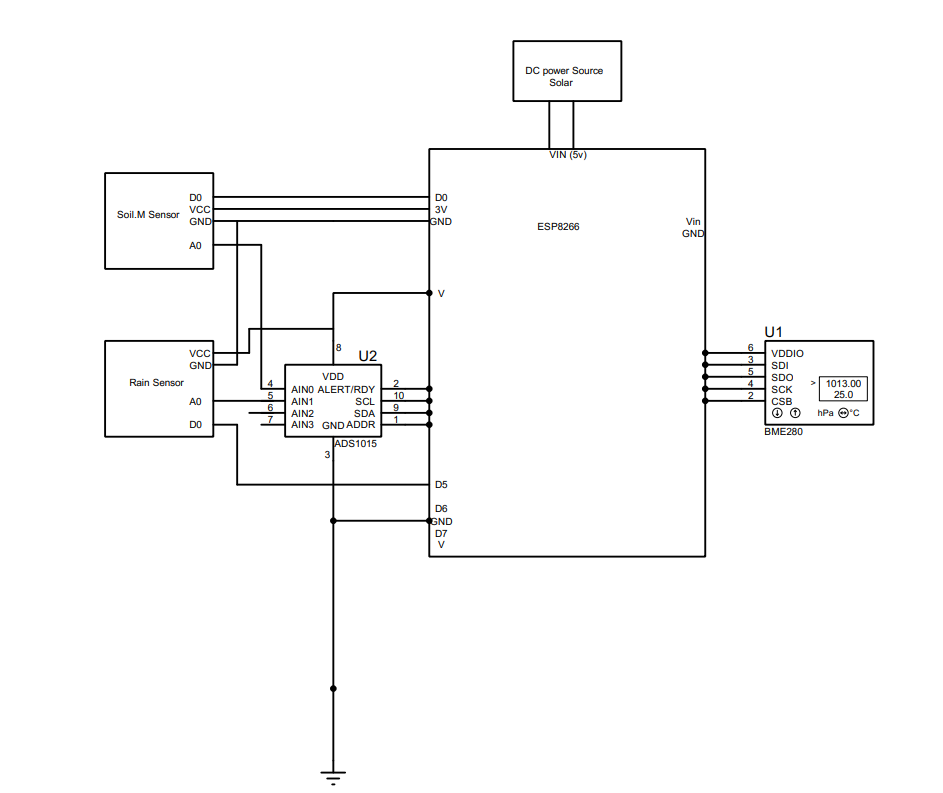 DC power Source
Solar
VIN (5v)
Soil.M Sensor
D0
VCC
GND
A0
D0
3V
GND
ESP8266
Vin
GND
V
Rain Sensor
VCC
GND
A0
D0
U2
8
VDD
4 AIN0 ALERT/RDY 2
5 AIN1 SCL 10
6 AIN2 SDA 9
7 AIN3 GND ADDR 1
3 ADS1015
U1
6 VDDIO
3 SDI
5 SDO
4 SCK
2 CSB
> 1013.00
25.0
hPa °C
BME280
D5
D6
GND
D7
V